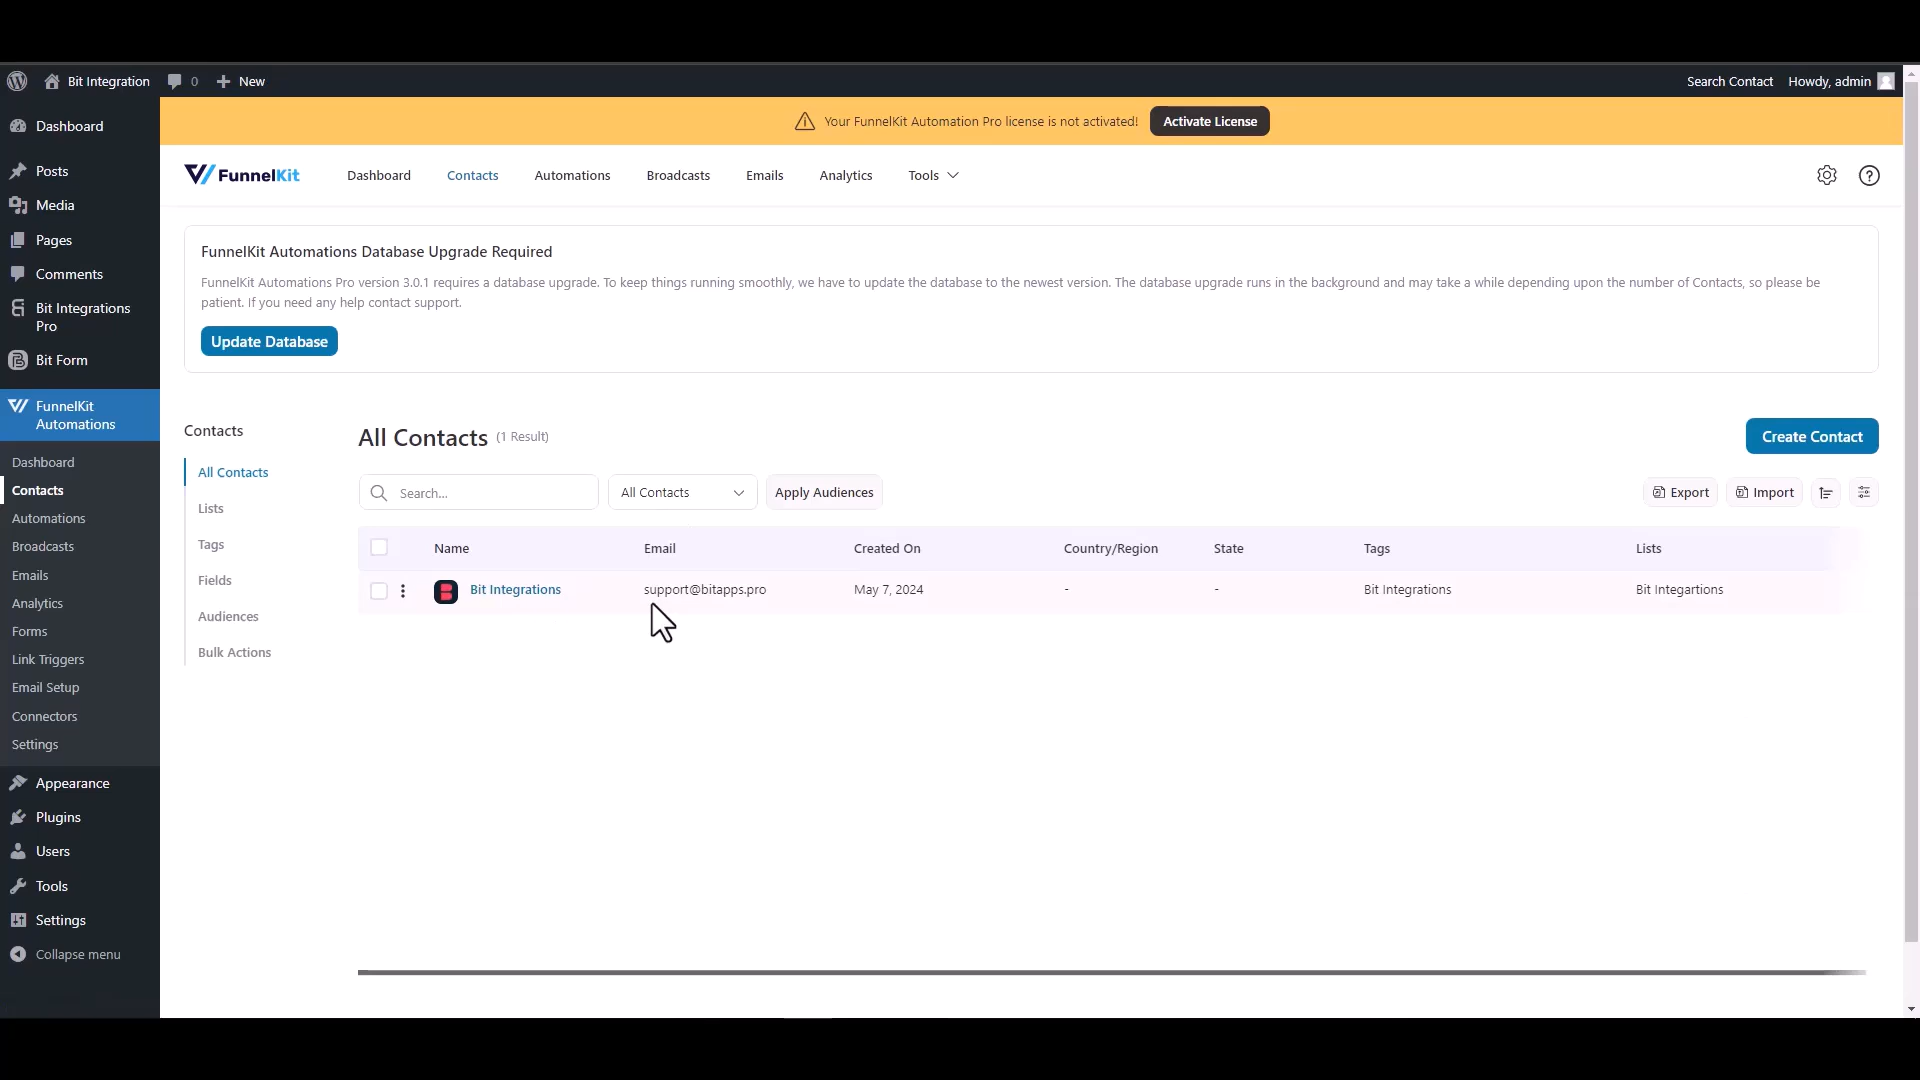 Bit Integration
0
New
Search Contact
Howdy, admin
Your FunnelKit Automation Pro license is not activated!
Activate License
Dashboard
Posts
Media
Pages
Comments
Bit Integrations
Pro
Bit Form
FunnelKit
Automations
Dashboard
Contacts
Automations
Broadcasts
Emails
Analytics
Forms
Link Triggers
Email Setup
Connectors
Settings
Appearance
Plugins
Users
Tools
Settings
Collapse menu
FunnelKit
Dashboard
Contacts
Automations
Broadcasts
Emails
Analytics
Tools
FunnelKit Automations Database Upgrade Required
FunnelKit Automations Pro version 3.0.1 requires a database upgrade. To keep things running smoothly, we have to update the database to the newest version. The database upgrade runs in the background and may take a while depending upon the number of Contacts, so please be
patient. If you need any help contact support.
Update Database
Contacts
All Contacts
Lists
Tags
Fields
Audiences
Bulk Actions
All Contacts (1 Result)
Create Contact
Search...
All Contacts
Apply Audiences
Export
Import
Name Email Created On Country/Region State Tags Lists
Bit Integrations support@bitapps.pro May 7, 2024 - - Bit Integrations Bit Integartions